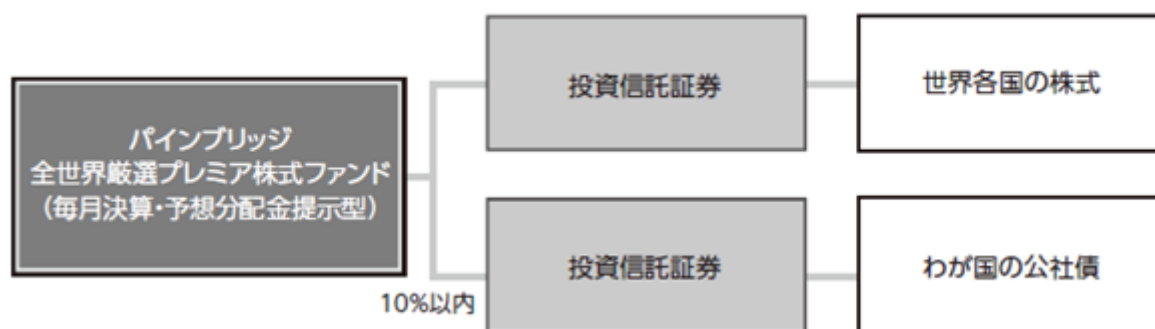 パインブリッジ
全世界厳選プレミア株式ファンド
（毎月決算・予想分配金提示型）
投資信託証券
世界各国の株式
10%以内
投資信託証券
わが国の公社債